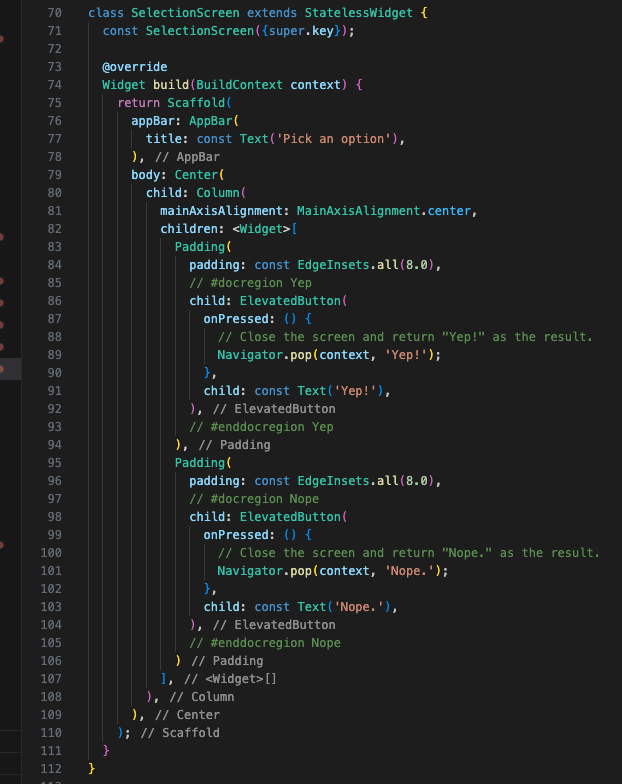 70 class SelectionScreen extends StatelessWidget {
71   const SelectionScreen({super.key});
72
73   @override
74   Widget build(BuildContext context) {
75     return Scaffold(
76       appBar: AppBar(
77         title: const Text('Pick an option'),
78       ), // AppBar
79       body: Center(
80         child: Column(
81           mainAxisAlignment: MainAxisAlignment.center,
82           children: <Widget>[
83             Padding(
84               padding: const EdgeInsets.all(8.0),
85               // #docregion Yep
86               child: ElevatedButton(
87                 onPressed: () {
88                   // Close the screen and return "Yep!" as the result.
89                   Navigator.pop(context, 'Yep!');
90                 },
91                 child: const Text('Yep!'),
92               ), // ElevatedButton
93               // #enddocregion Yep
94             ), // Padding
95             Padding(
96               padding: const EdgeInsets.all(8.0),
97               // #docregion Nope
98               child: ElevatedButton(
99                 onPressed: () {
100                   // Close the screen and return "Nope." as the result.
101                   Navigator.pop(context, 'Nope.');
102                 },
103                 child: const Text('Nope.'),
104               ), // ElevatedButton
105               // #enddocregion Nope
106             ) // Padding
107           ], // <Widget>[]
108         ), // Column
109       ), // Center
110     ); // Scaffold
111   }
112 }